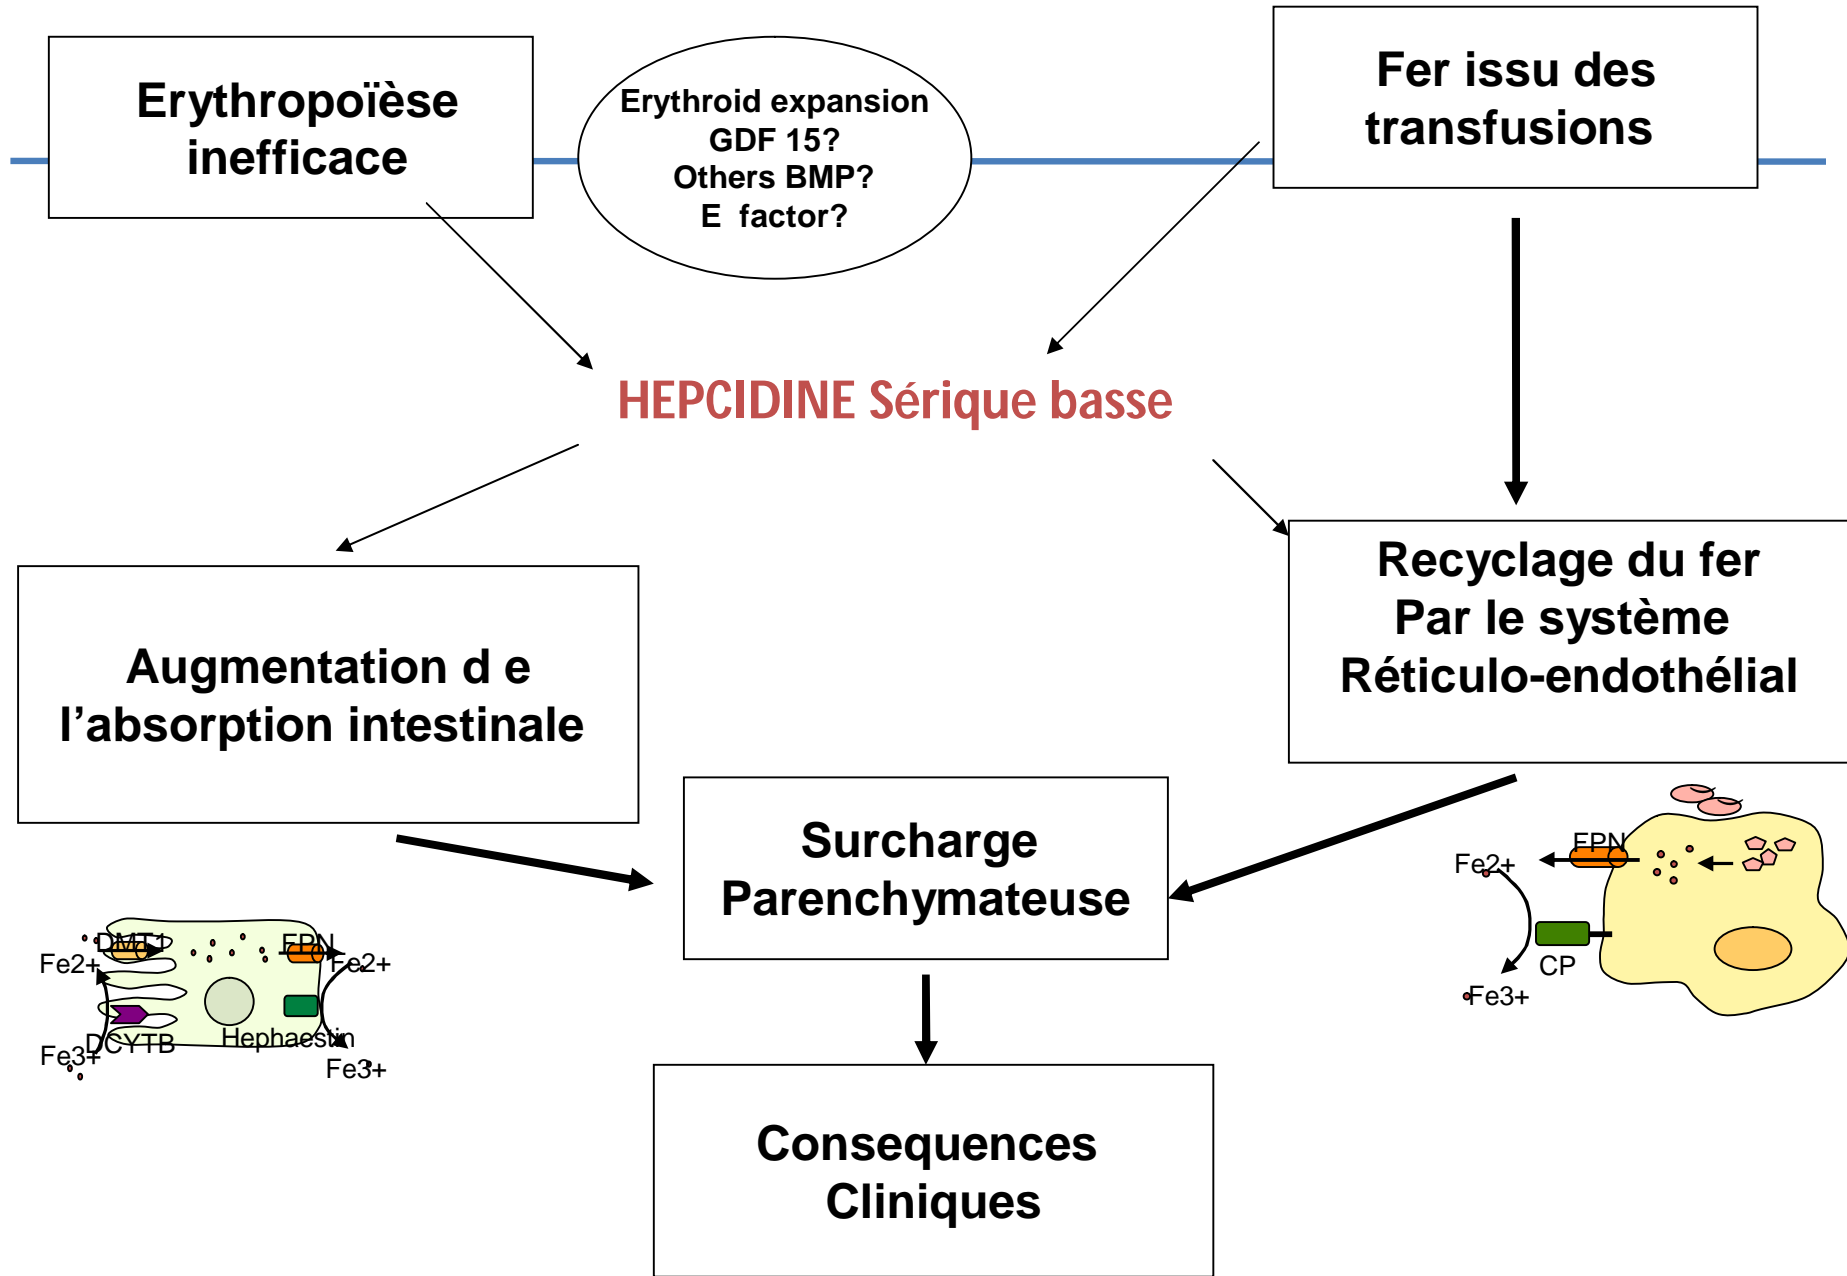 Erythropoïèse
inefficace
Erythroid expansion
GDF 15?
Others BMP?
E factor?
Fer issu des
transfusions
HEPCIDINE Sérique basse
Augmentation d e
l’absorption intestinale
Recyclage du fer
Par le système
Réticulo-endothélial
Surcharge
Parenchymateuse
Consequences
Cliniques
DMT1
FPN
Fe2+
Fe2+
DCYTB
Hephaestin
Fe3+
Fe3+
FPN
Fe2+
CP
Fe3+